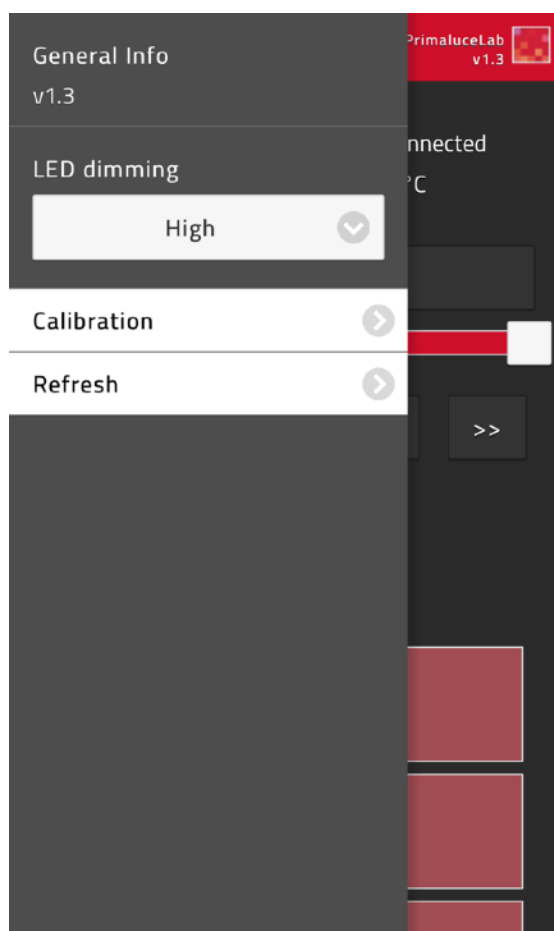 General Info
v1.3
LED dimming
High
Calibration
Refresh
PrimaluceLab
v1.3
nnected
°C
>>